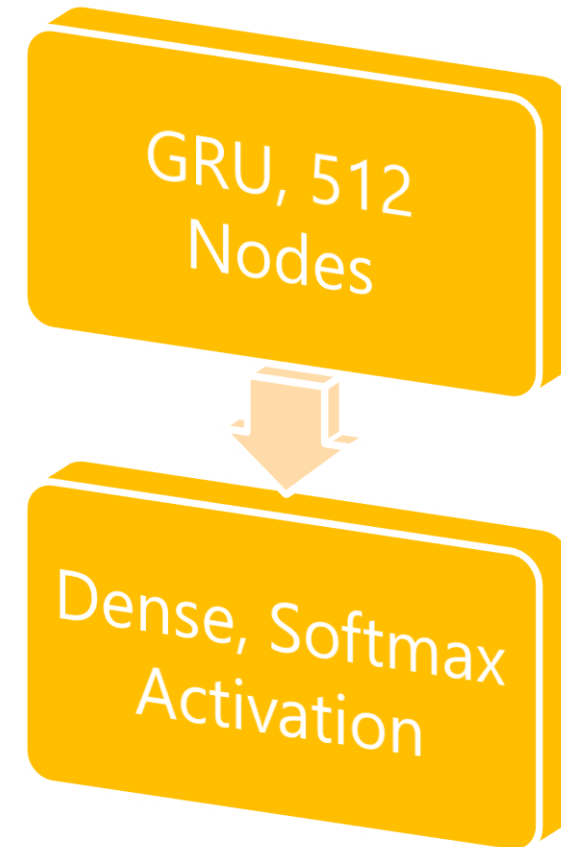 GRU, 512
Nodes
Dense, Softmax
Activation